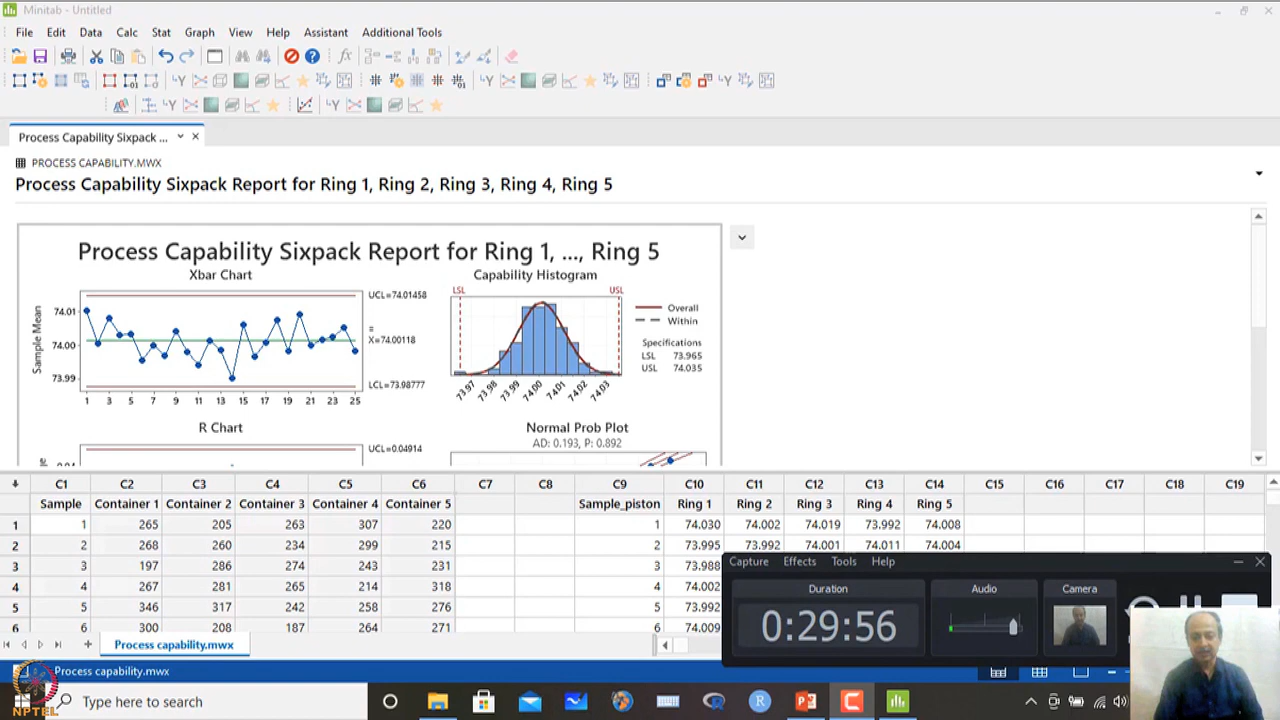 Minitab - Untitled
File Edit Data Calc Stat Graph View Help Assistant Additional Tools
Process Capability Sixpack ...
PROCESS CAPABILITY.MWX
Process Capability Sixpack Report for Ring 1, Ring 2, Ring 3, Ring 4, Ring 5
Process Capability Sixpack Report for Ring 1, ..., Ring 5
Xbar Chart
Capability Histogram
Sample Mean
74.01
74.00
73.99
UCL=74.01458
X=74.00118
LCL=73.98777
1 3 5 7 9 11 13 15 17 19 21 23 25
LSL USL
73.97 73.98 73.99 74.00 74.01 74.02 74.03
Overall
Within
Specifications
LSL 73.965
USL 74.035
R Chart
Normal Prob Plot
AD: 0.193, P: 0.892
UCL=0.04914
C1 C2 C3 C4 C5 C6 C7 C8 C9 C10 C11 C12 C13 C14 C15 C16 C17 C18 C19
Sample Container 1 Container 2 Container 3 Container 4 Container 5 Sample_piston Ring 1 Ring 2 Ring 3 Ring 4 Ring 5
1 1 265 205 263 307 220 1 74.030 74.002 74.019 73.992 74.008
2 2 268 260 234 299 215 2 73.995 73.992 74.001 74.011 74.004
3 3 197 286 274 243 231 3 73.988
4 4 267 281 265 214 318 4 74.002
5 5 346 317 242 258 276 5 73.992
6 6 300 208 187 264 271 6 74.009
Capture Effects Tools Help
Duration
Audio
Camera
0:29:56
Process capability.mwx
Process capability.mwx
NPTEL
Type here to search